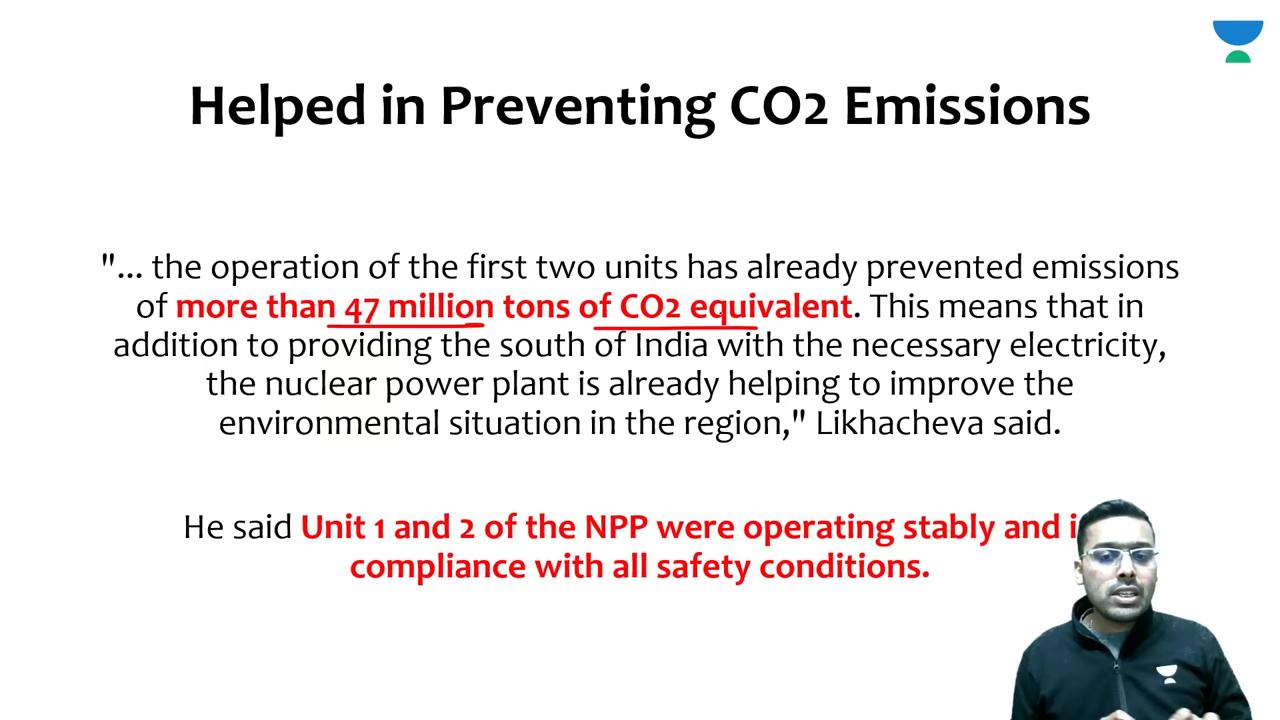 Helped in Preventing CO2 Emissions
"... the operation of the first two units has already prevented emissions
of more than 47 million tons of CO2 equivalent. This means that in
addition to providing the south of India with the necessary electricity,
the nuclear power plant is already helping to improve the
environmental situation in the region," Likhacheva said.
He said Unit 1 and 2 of the NPP were operating stably and
compliance with all safety conditions.